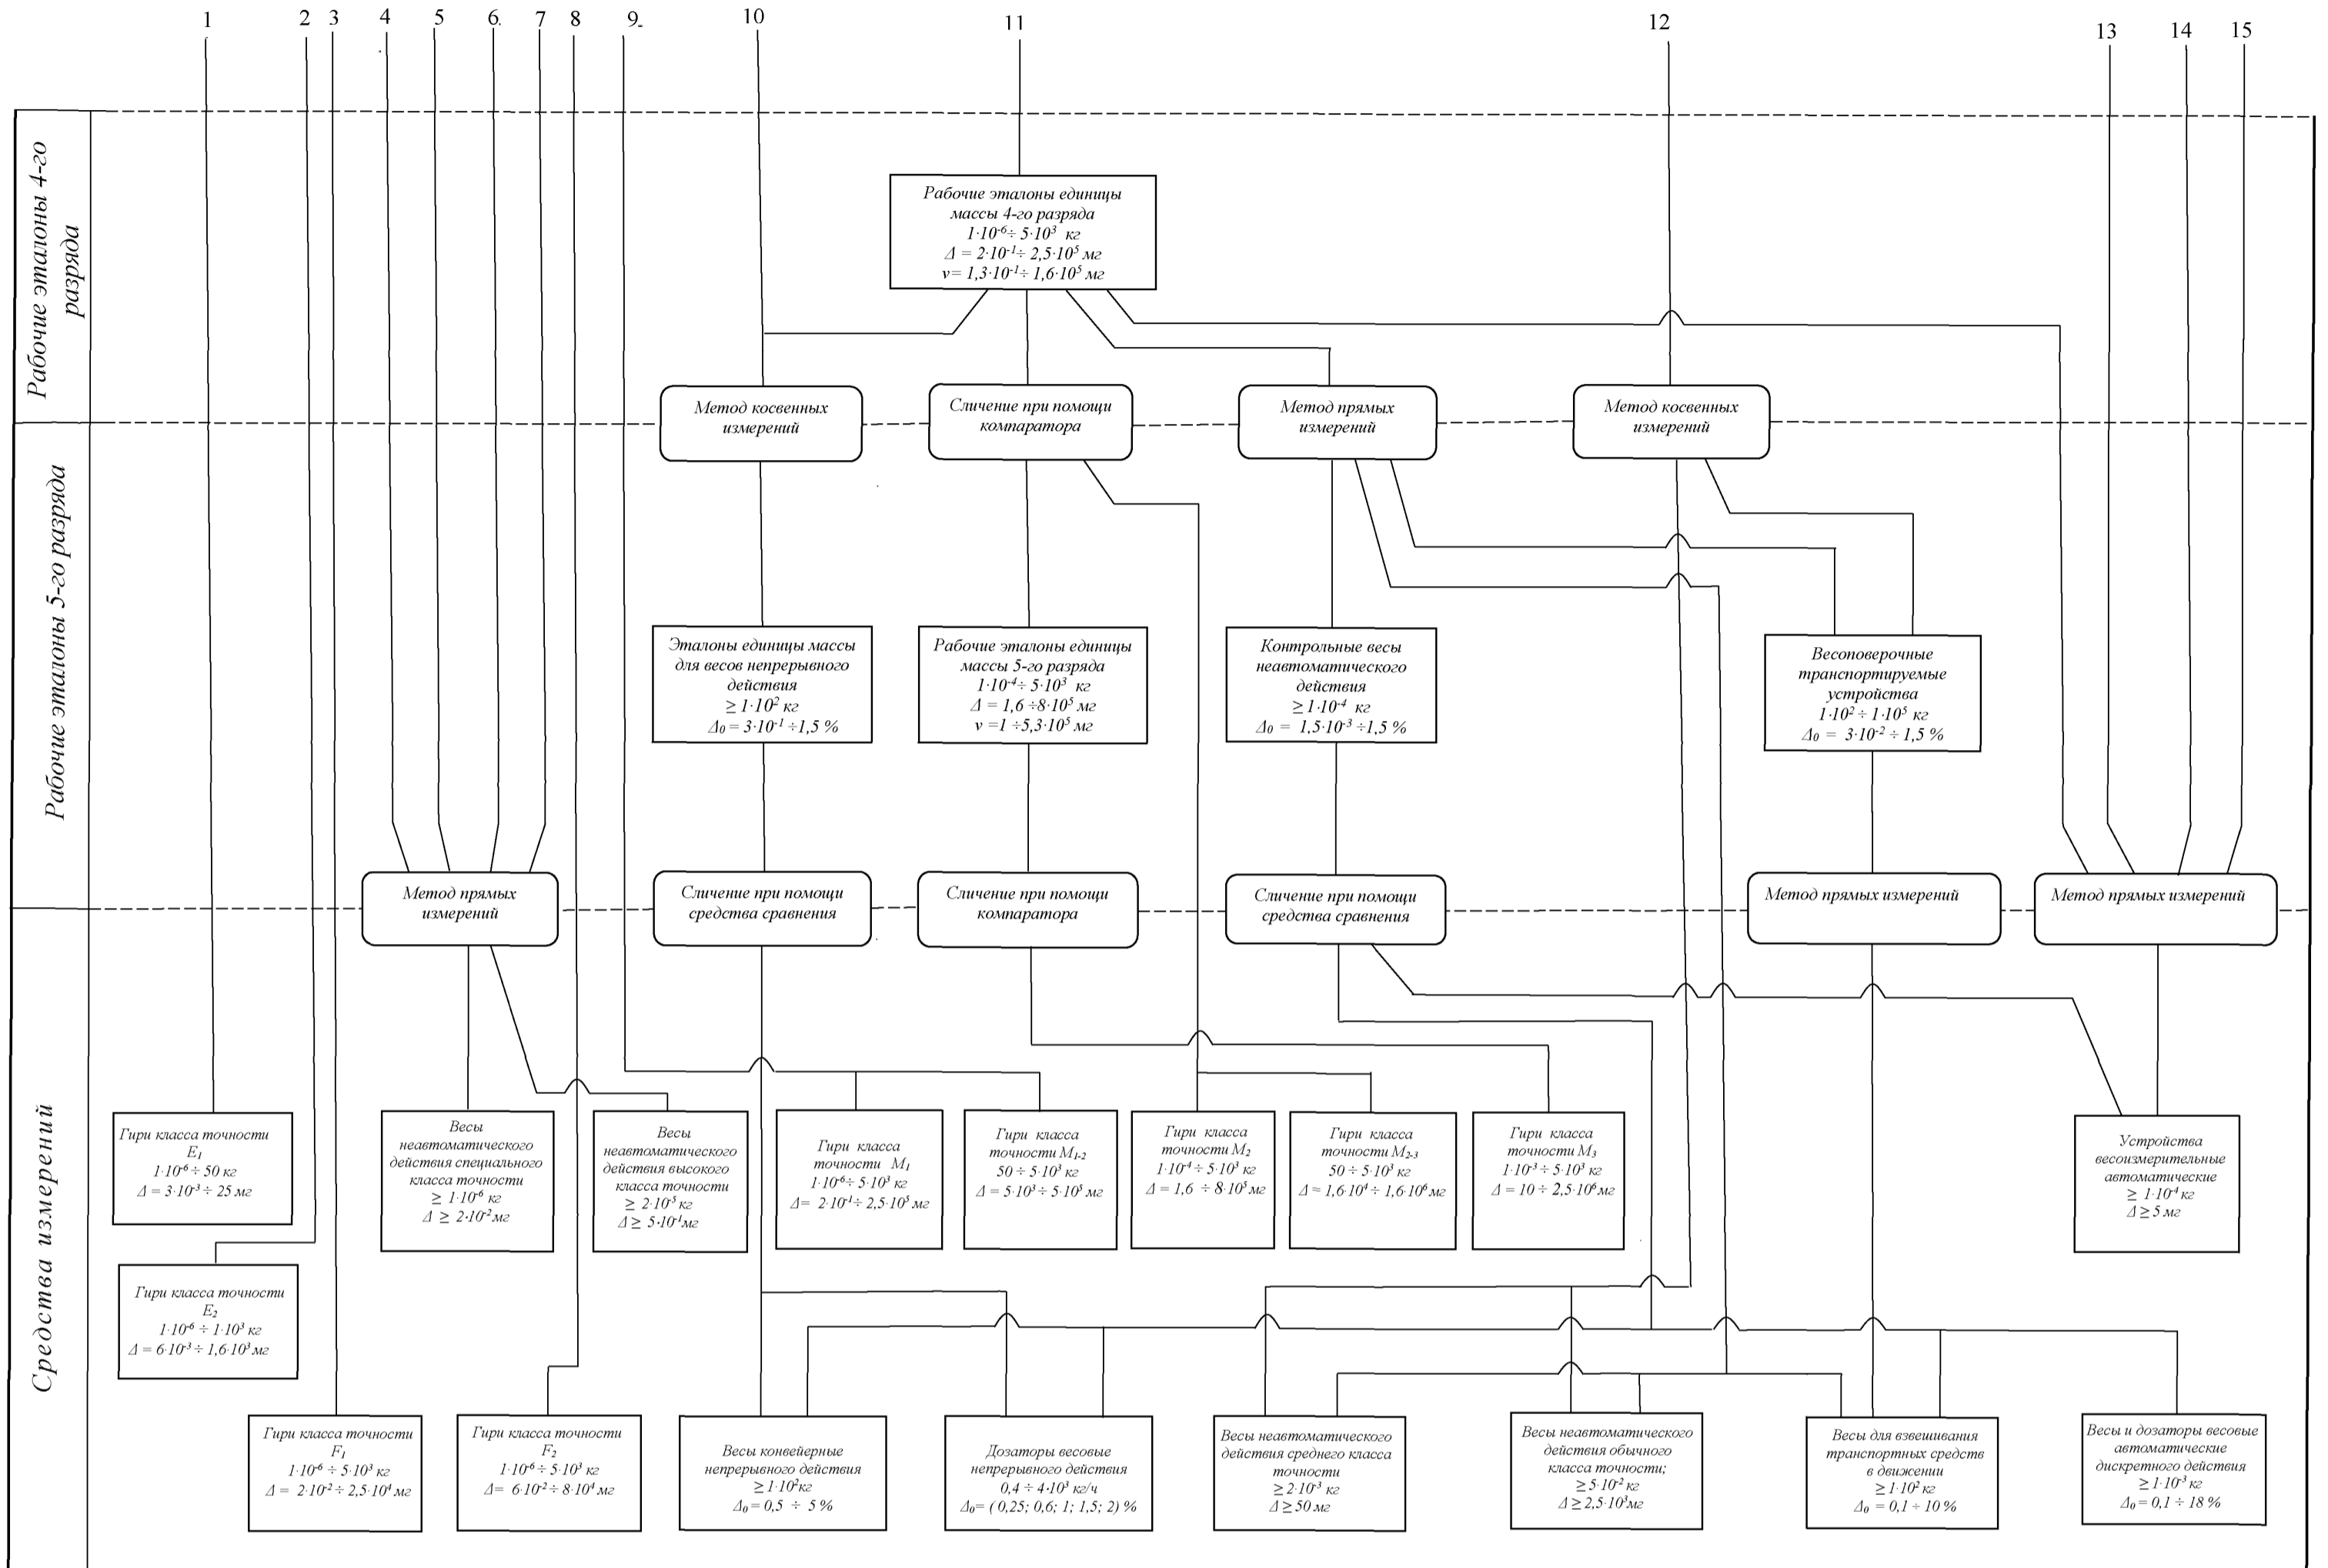 1
2
3
4
5
6.
7
8
9.
10
11
12
13
14
15
Рабочие эталоны 4-го
разряда
Рабочие эталоны единицы
массы 4-го разряда
1·10⁻⁶÷ 5·10³ кг
Δ = 2·10⁻¹÷ 2,5·10⁵ мг
ν= 1,3·10⁻¹÷ 1,6·10⁵ мг
Метод косвенных
измерений
Сличение при помощи
компаратора
Метод прямых
измерений
Метод косвенных
измерений
Рабочие эталоны 5-го разряда
Эталоны единицы массы
для весов непрерывного
действия
≥ 1·10² кг
Δ₀ = 3·10⁻¹ ÷1,5 %
Рабочие эталоны единицы
массы 5-го разряда
1·10⁻⁴÷ 5·10³ кг
Δ = 1,6 ÷8·10⁵ мг
ν =1 ÷5,3·10⁵ мг
Контрольные весы
неавтоматического
действия
≥ 1·10⁻⁴ кг
Δ₀ = 1,5·10⁻³ ÷1,5 %
Весоповерочные
транспортируемые
устройства
1·10² ÷ 1·10⁵ кг
Δ₀ = 3·10⁻² ÷ 1,5 %
Метод прямых
измерений
Сличение при помощи
средства сравнения
Сличение при помощи
компаратора
Сличение при помощи
средства сравнения
Метод прямых измерений
Метод прямых измерений
Средства измерений
Гири класса точности
E₁
1·10⁻⁶ ÷ 50 кг
Δ = 3·10⁻³ ÷ 25 мг
Весы
неавтоматического
действия специального
класса точности
≥ 1·10⁻⁶ кг
Δ ≥ 2·10⁻² мг
Весы
неавтоматического
действия высокого
класса точности
≥ 2·10⁻⁵ кг
Δ ≥ 5·10⁻¹мг
Гири класса
точности M₁
1·10⁻⁶÷ 5·10³ кг
Δ= 2·10⁻¹÷ 2,5·10⁵ мг
Гири класса
точности M₁₋₂
50 ÷ 5·10³ кг
Δ = 5·10³ ÷ 5·10⁵ мг
Гири класса
точности M₂
1·10⁻⁴ ÷ 5·10³ кг
Δ = 1,6 ÷ 8·10⁵ мг
Гири класса
точности M₂₋₃
50 ÷ 5·10³ кг
Δ = 1,6·10⁴ ÷ 1,6·10⁶ мг
Гири класса
точности M₃
1·10⁻³ ÷ 5·10³ кг
Δ = 10 ÷ 2,5·10⁶ мг
Устройства
весоизмерительные
автоматические
≥ 1·10⁻⁴ кг
Δ ≥ 5 мг
Гири класса точности
E₂
1·10⁻⁶ ÷ 1·10³ кг
Δ = 6·10⁻³ ÷ 1,6·10³ мг
Гири класса точности
F₁
1·10⁻⁶ ÷ 5·10³ кг
Δ = 2·10⁻² ÷ 2,5·10⁴ мг
Гири класса точности
F₂
1·10⁻⁶ ÷ 5·10³ кг
Δ= 6·10⁻² ÷ 8·10⁴ мг
Весы конвейерные
непрерывного действия
≥ 1·10² кг
Δ₀ = 0,5 ÷ 5 %
Дозаторы весовые
непрерывного действия
0,4 ÷ 4·10³ кг/ч
Δ₀= ( 0,25; 0,6; 1; 1,5; 2) %
Весы неавтоматического
действия среднего класса
точности
≥ 2·10⁻³ кг
Δ ≥ 50 мг
Весы неавтоматического
действия обычного
класса точности;
≥ 5·10⁻² кг
Δ ≥ 2,5·10³мг
Весы для взвешивания
транспортных средств
в движении
≥ 1·10² кг
Δ₀ = 0,1 ÷ 10 %
Весы и дозаторы весовые
автоматические
дискретного действия
≥ 1·10⁻³ кг
Δ₀ = 0,1 ÷ 18 %